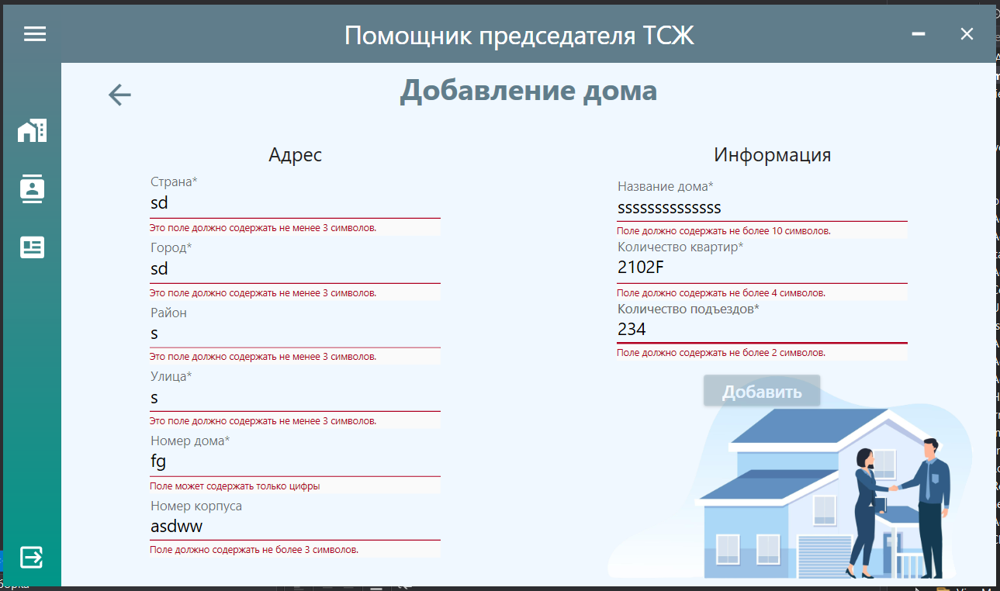 Помощник председателя ТСЖ
Добавление дома
Адрес
Страна*
sd
Это поле должно содержать не менее 3 символов.
Город*
sd
Это поле должно содержать не менее 3 символов.
Район
s
Это поле должно содержать не менее 3 символов.
Улица*
s
Это поле должно содержать не менее 3 символов.
Номер дома*
fg
Поле может содержать только цифры
Номер корпуса
asdww
Поле должно содержать не более 3 символов.
Информация
Название дома*
ssssssssssssss
Поле должно содержать не более 10 символов.
Количество квартир*
2102F
Поле должно содержать не более 4 символов.
Количество подъездов*
234
Поле должно содержать не более 2 символов.
Добавить